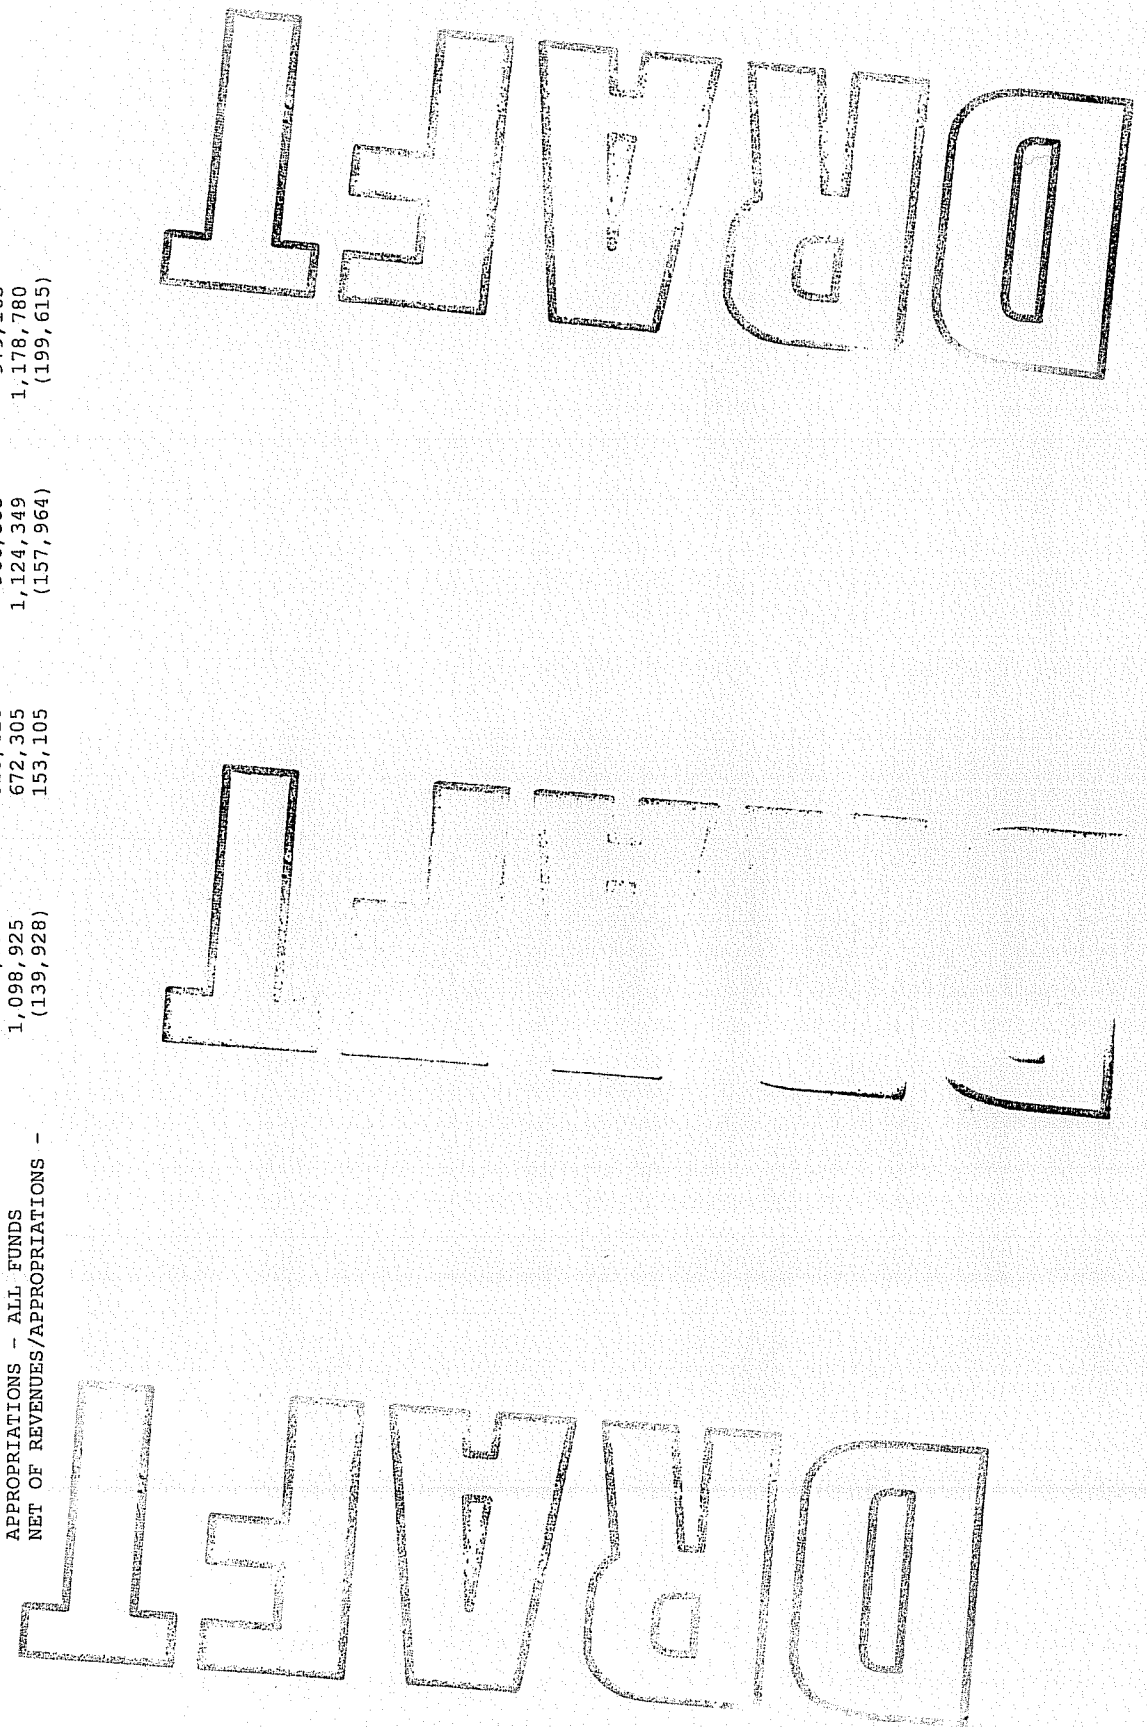 APPROPRIATIONS - ALL FUNDS 1,098,925 672,305 1,124,349 1,178,780
NET OF REVENUES/APPROPRIATIONS - (139,928) 153,105 (157,964) (199,615)
DRAFT
DRAFT